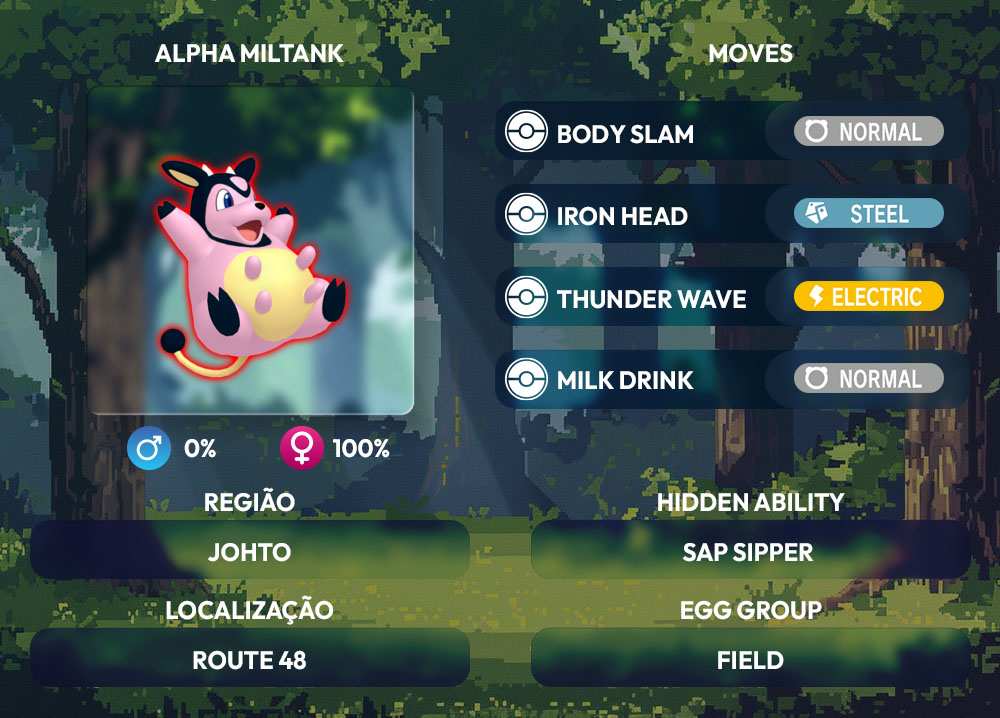 ALPHA MILTANK
0%
100%
REGIÃO
JOHTO
LOCALIZAÇÃO
ROUTE 48
MOVES
BODY SLAM NORMAL
IRON HEAD STEEL
THUNDER WAVE ELECTRIC
MILK DRINK NORMAL
HIDDEN ABILITY
SAP SIPPER
EGG GROUP
FIELD